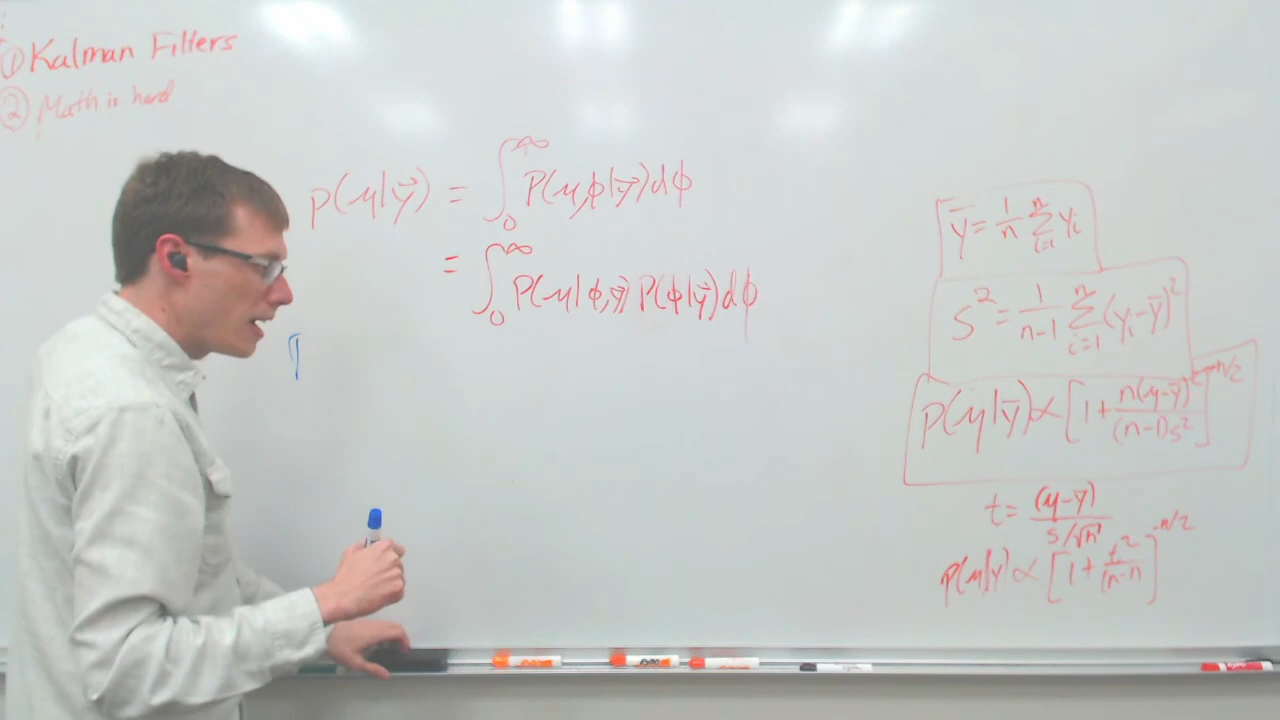 ① Kalman Filters
② Math is hard
P(μ|y⃗) = ∫₀^∞ P(μ,ϕ|y⃗)dϕ
= ∫₀^∞ P(μ|ϕ,y⃗) P(ϕ|y⃗)dϕ
ȳ = 1/n Σᵢ₌₁ⁿ yᵢ
S² = 1/(n-1) Σᵢ₌₁ⁿ (yᵢ-ȳ)²
P(μ|y⃗) ∝ [1 + n(μ-ȳ)²/((n-1)s²)]^(-n/2)
t = (μ-ȳ)/(s/√n)
P(μ|y) ∝ [1 + t²/(n-1)]^(-n/2)